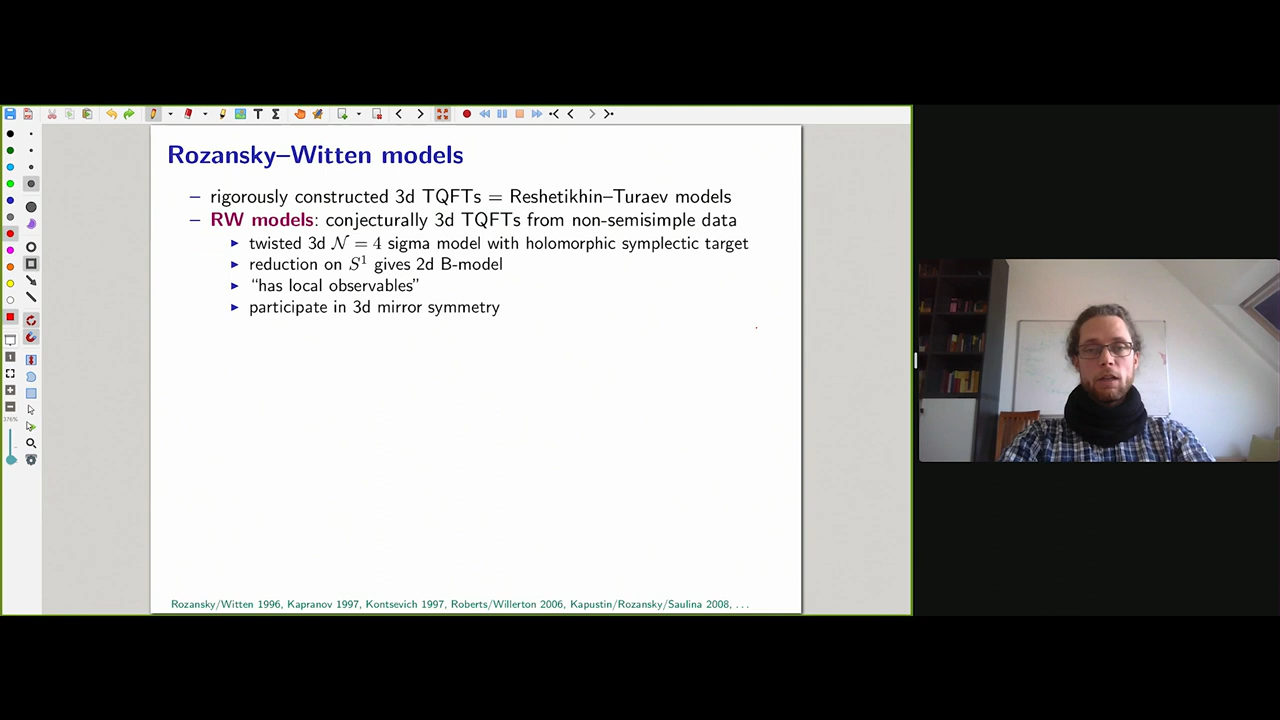 Rozansky–Witten models
– rigorously constructed 3d TQFTs = Reshetikhin–Turaev models
– RW models: conjecturally 3d TQFTs from non-semisimple data
▶ twisted 3d 𝒩 = 4 sigma model with holomorphic symplectic target
▶ reduction on S¹ gives 2d B-model
▶ “has local observables”
▶ participate in 3d mirror symmetry
Rozansky/Witten 1996, Kapranov 1997, Kontsevich 1997, Roberts/Willerton 2006, Kapustin/Rozansky/Saulina 2008, . . .